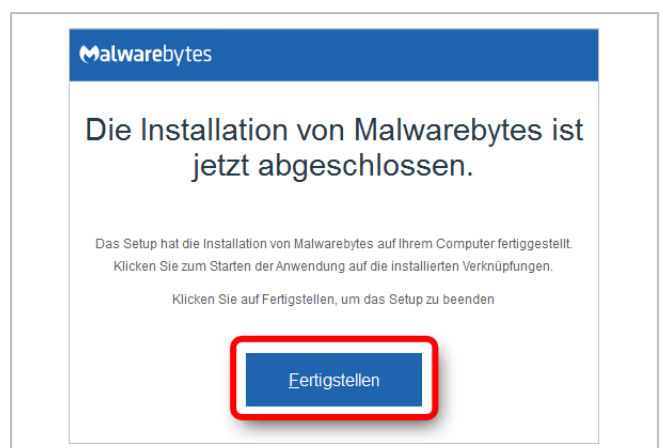 Malwarebytes
Die Installation von Malwarebytes ist
jetzt abgeschlossen.
Das Setup hat die Installation von Malwarebytes auf Ihrem Computer fertiggestellt.
Klicken Sie zum Starten der Anwendung auf die installierten Verknüpfungen.
Klicken Sie auf Fertigstellen, um das Setup zu beenden
Fertigstellen